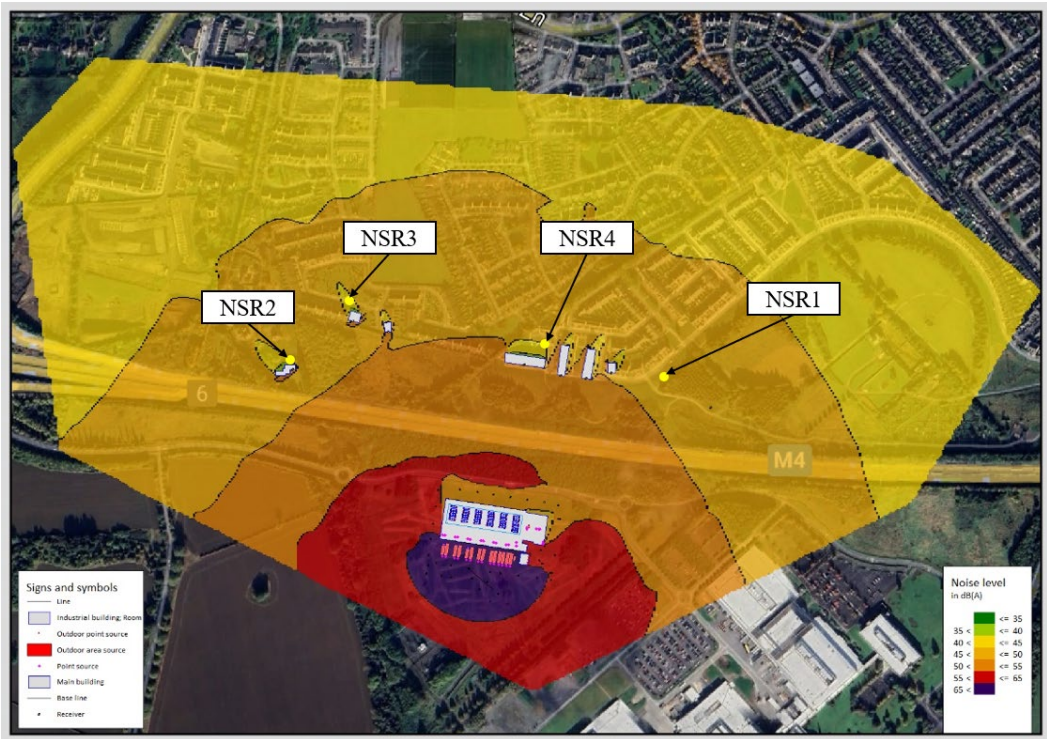 NSR3
NSR4
NSR1
NSR2
6
M4
Signs and symbols
Line
Industrial building; Room
Outdoor point source
Outdoor area source
Point source
Main building
Base line
Receiver
Noise level
in dB(A)
<= 35
35 < <= 40
40 < <= 45
45 < <= 50
50 < <= 55
55 < <= 65
65 <